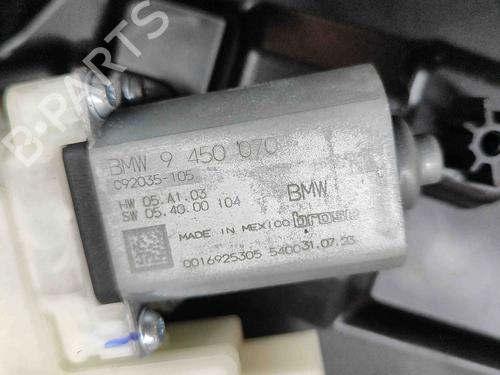 BMW 9 450 070
C92035-105
HW 05.A1.03
SW 05.40.00 104
BMW
brose
MADE IN MEXICO
0016925305 540031.07.23
B-PARTS